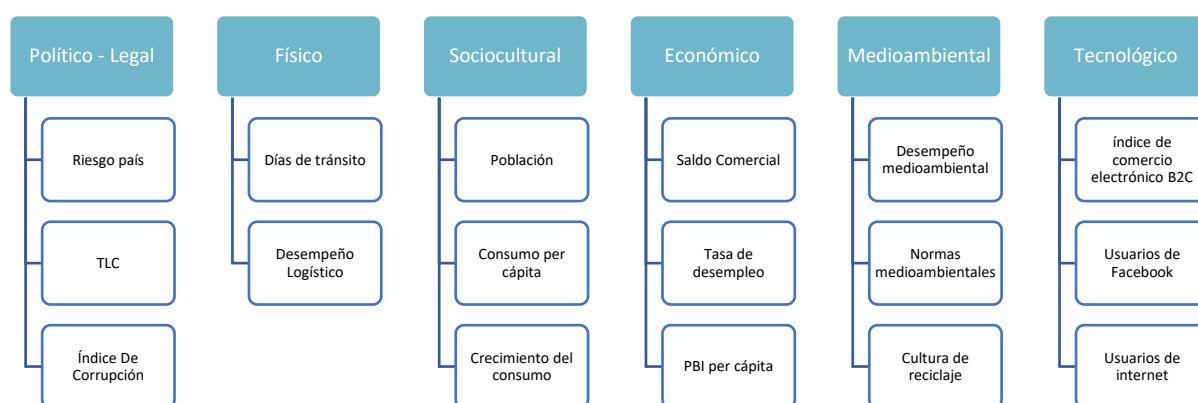 Político - Legal
Riesgo país
TLC
Índice De
Corrupción
Físico
Días de tránsito
Desempeño
Logístico
Sociocultural
Población
Consumo per
cápita
Crecimiento del
consumo
Económico
Saldo Comercial
Tasa de
desempleo
PBI per cápita
Medioambiental
Desempeño
medioambiental
Normas
medioambientales
Cultura de
reciclaje
Tecnológico
índice de
comercio
electrónico B2C
Usuarios de
Facebook
Usuarios de
internet